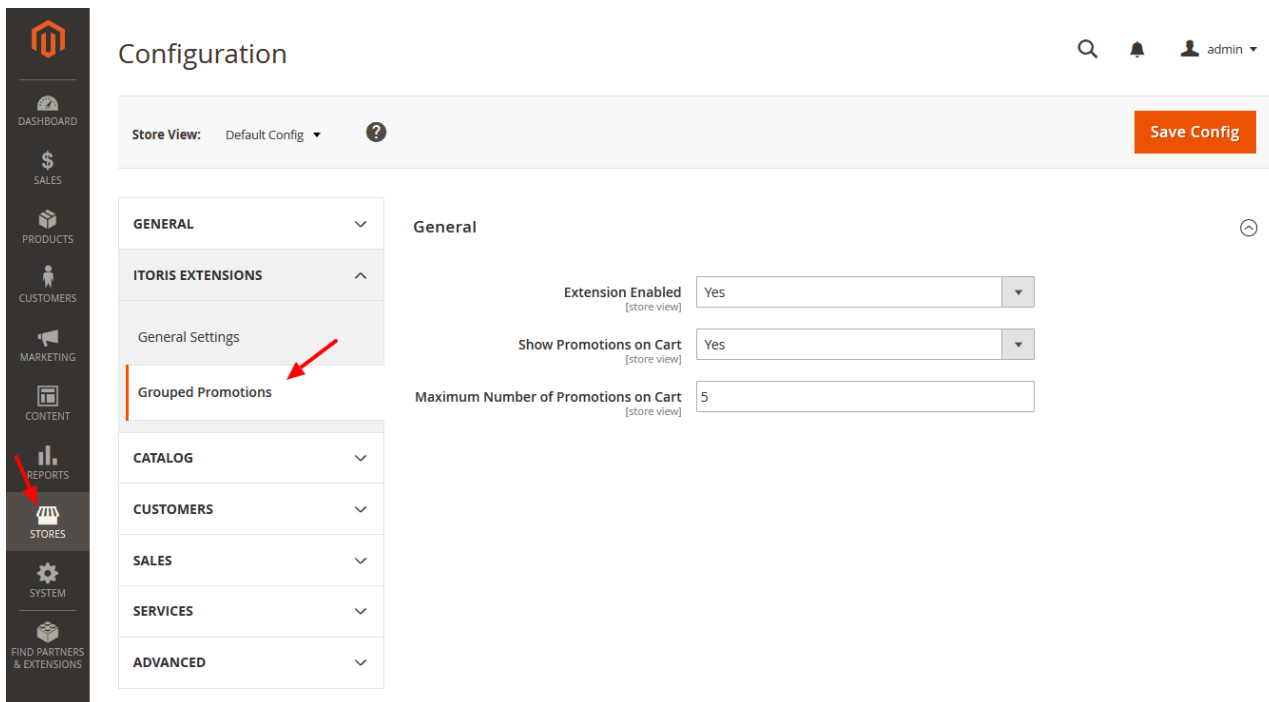 Configuration
admin
DASHBOARD
SALES
PRODUCTS
CUSTOMERS
MARKETING
CONTENT
REPORTS
STORES
SYSTEM
FIND PARTNERS
& EXTENSIONS
Store View: Default Config ?
Save Config
GENERAL
ITORIS EXTENSIONS
General Settings
Grouped Promotions
CATALOG
CUSTOMERS
SALES
SERVICES
ADVANCED
General
Extension Enabled Yes
[store view]
Show Promotions on Cart Yes
[store view]
Maximum Number of Promotions on Cart 5
[store view]